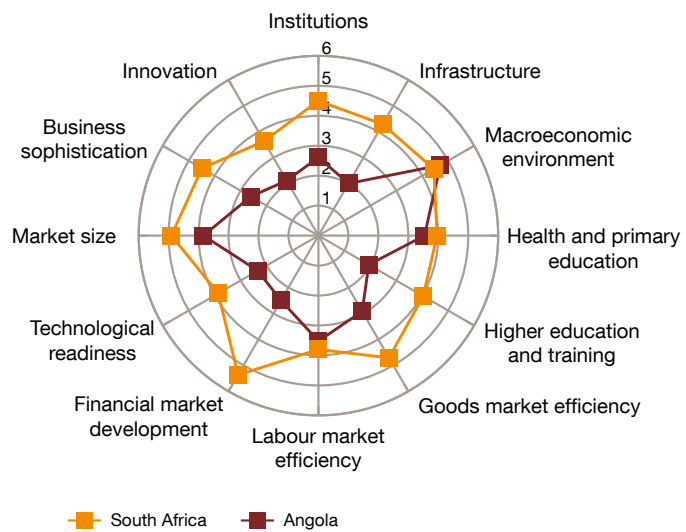 Institutions
6
5
4
3
2
1
Innovation
Infrastructure
Business
sophistication
Macroeconomic
environment
Market size
Health and primary
education
Technological
readiness
Higher education
and training
Financial market
development
Goods market efficiency
Labour market
efficiency
South Africa
Angola